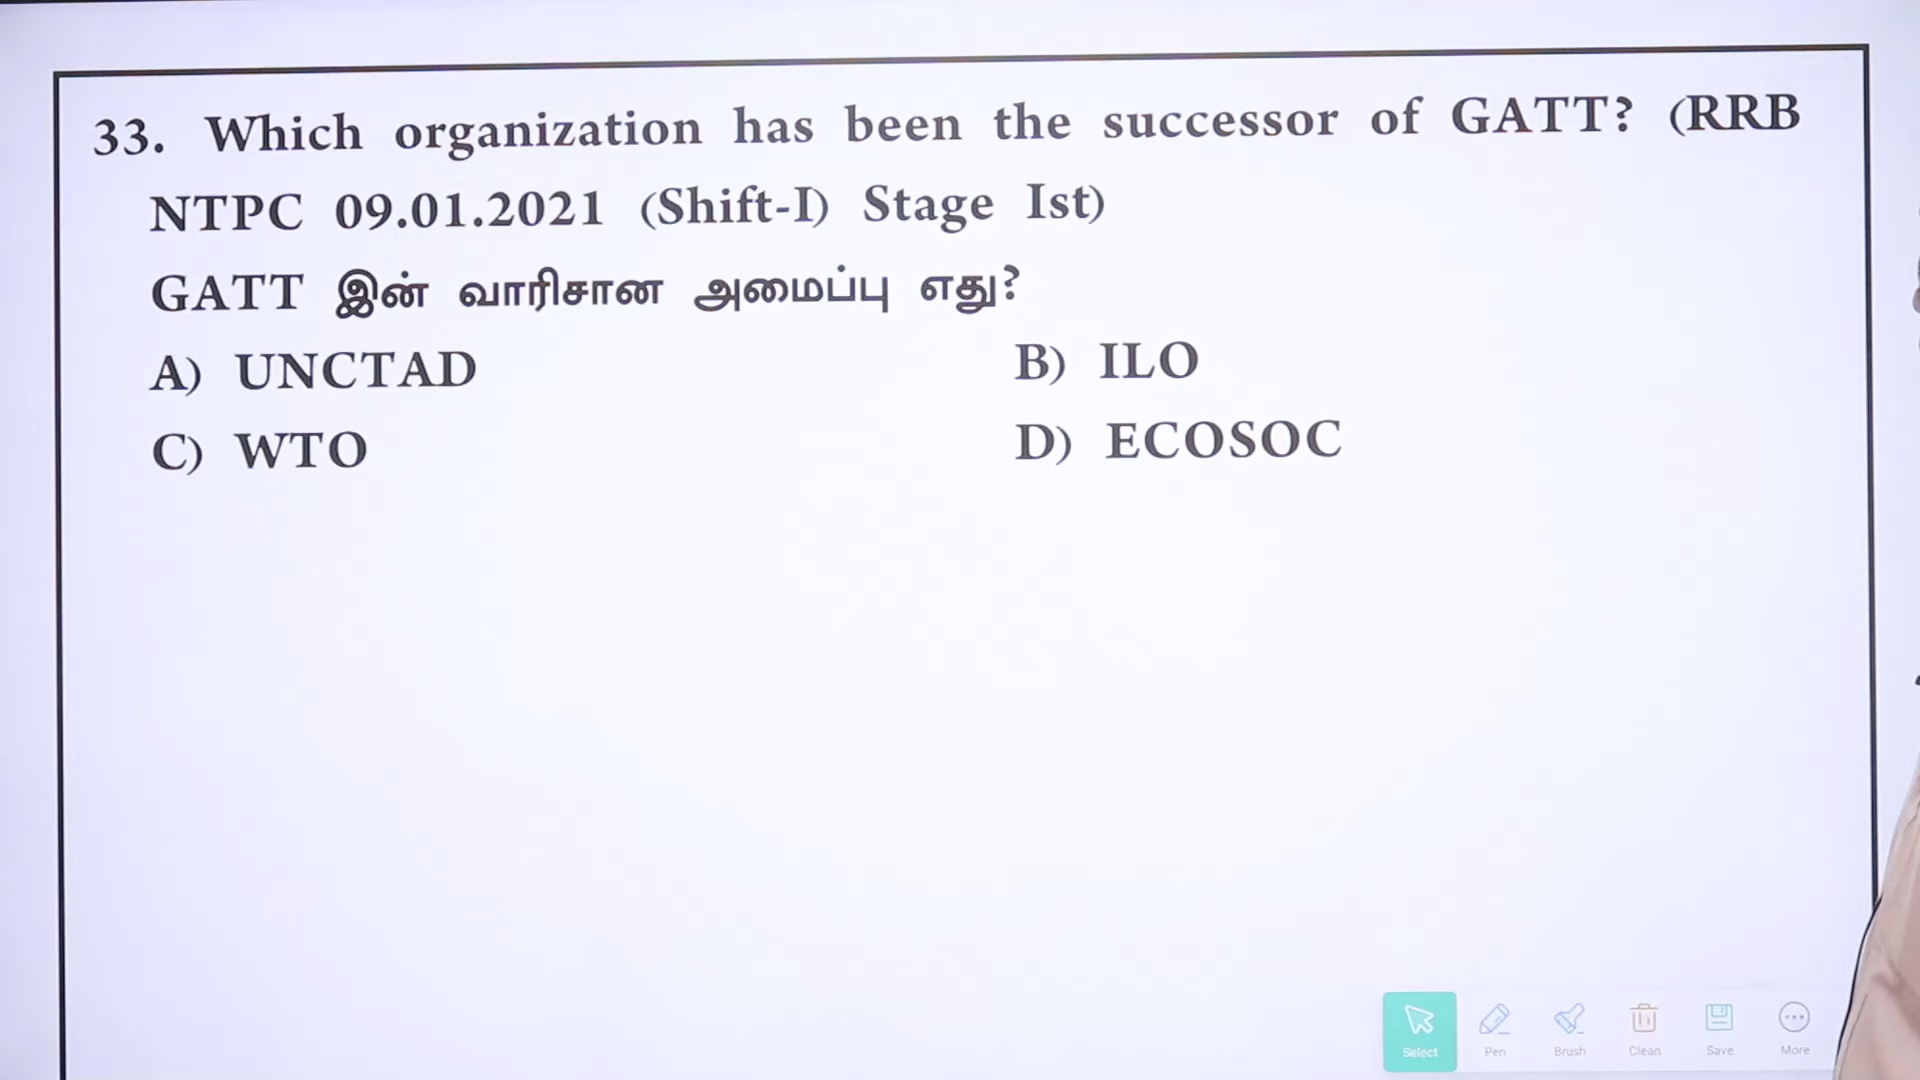 33. Which organization has been the successor of GATT? (RRB
NTPC 09.01.2021 (Shift-I) Stage Ist)
GATT இன் வாரிசான அமைப்பு எது?
A) UNCTAD B) ILO
C) WTO D) ECOSOC
Select Pen Brush Clean Save More